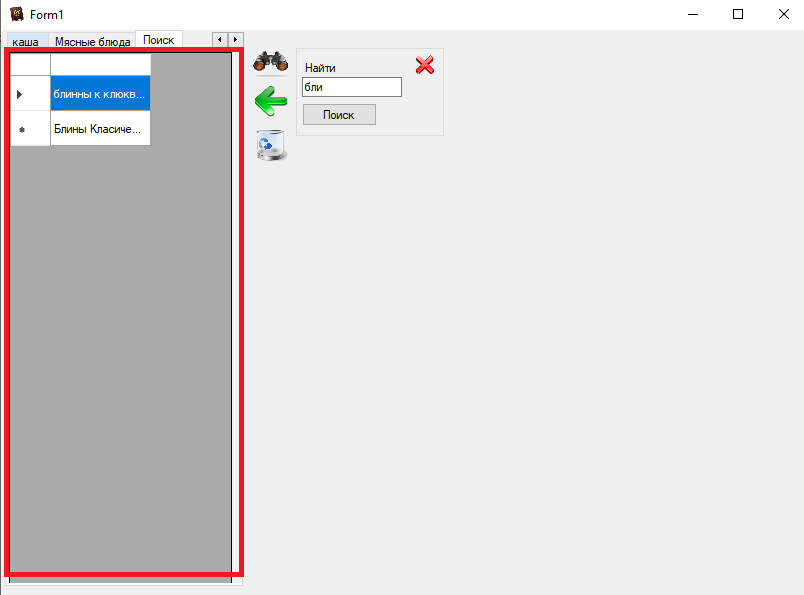 Form1
каша
Мясные блюда
Поиск
блинны к клюкв...
Блины Класиче...
Найти
бли
Поиск